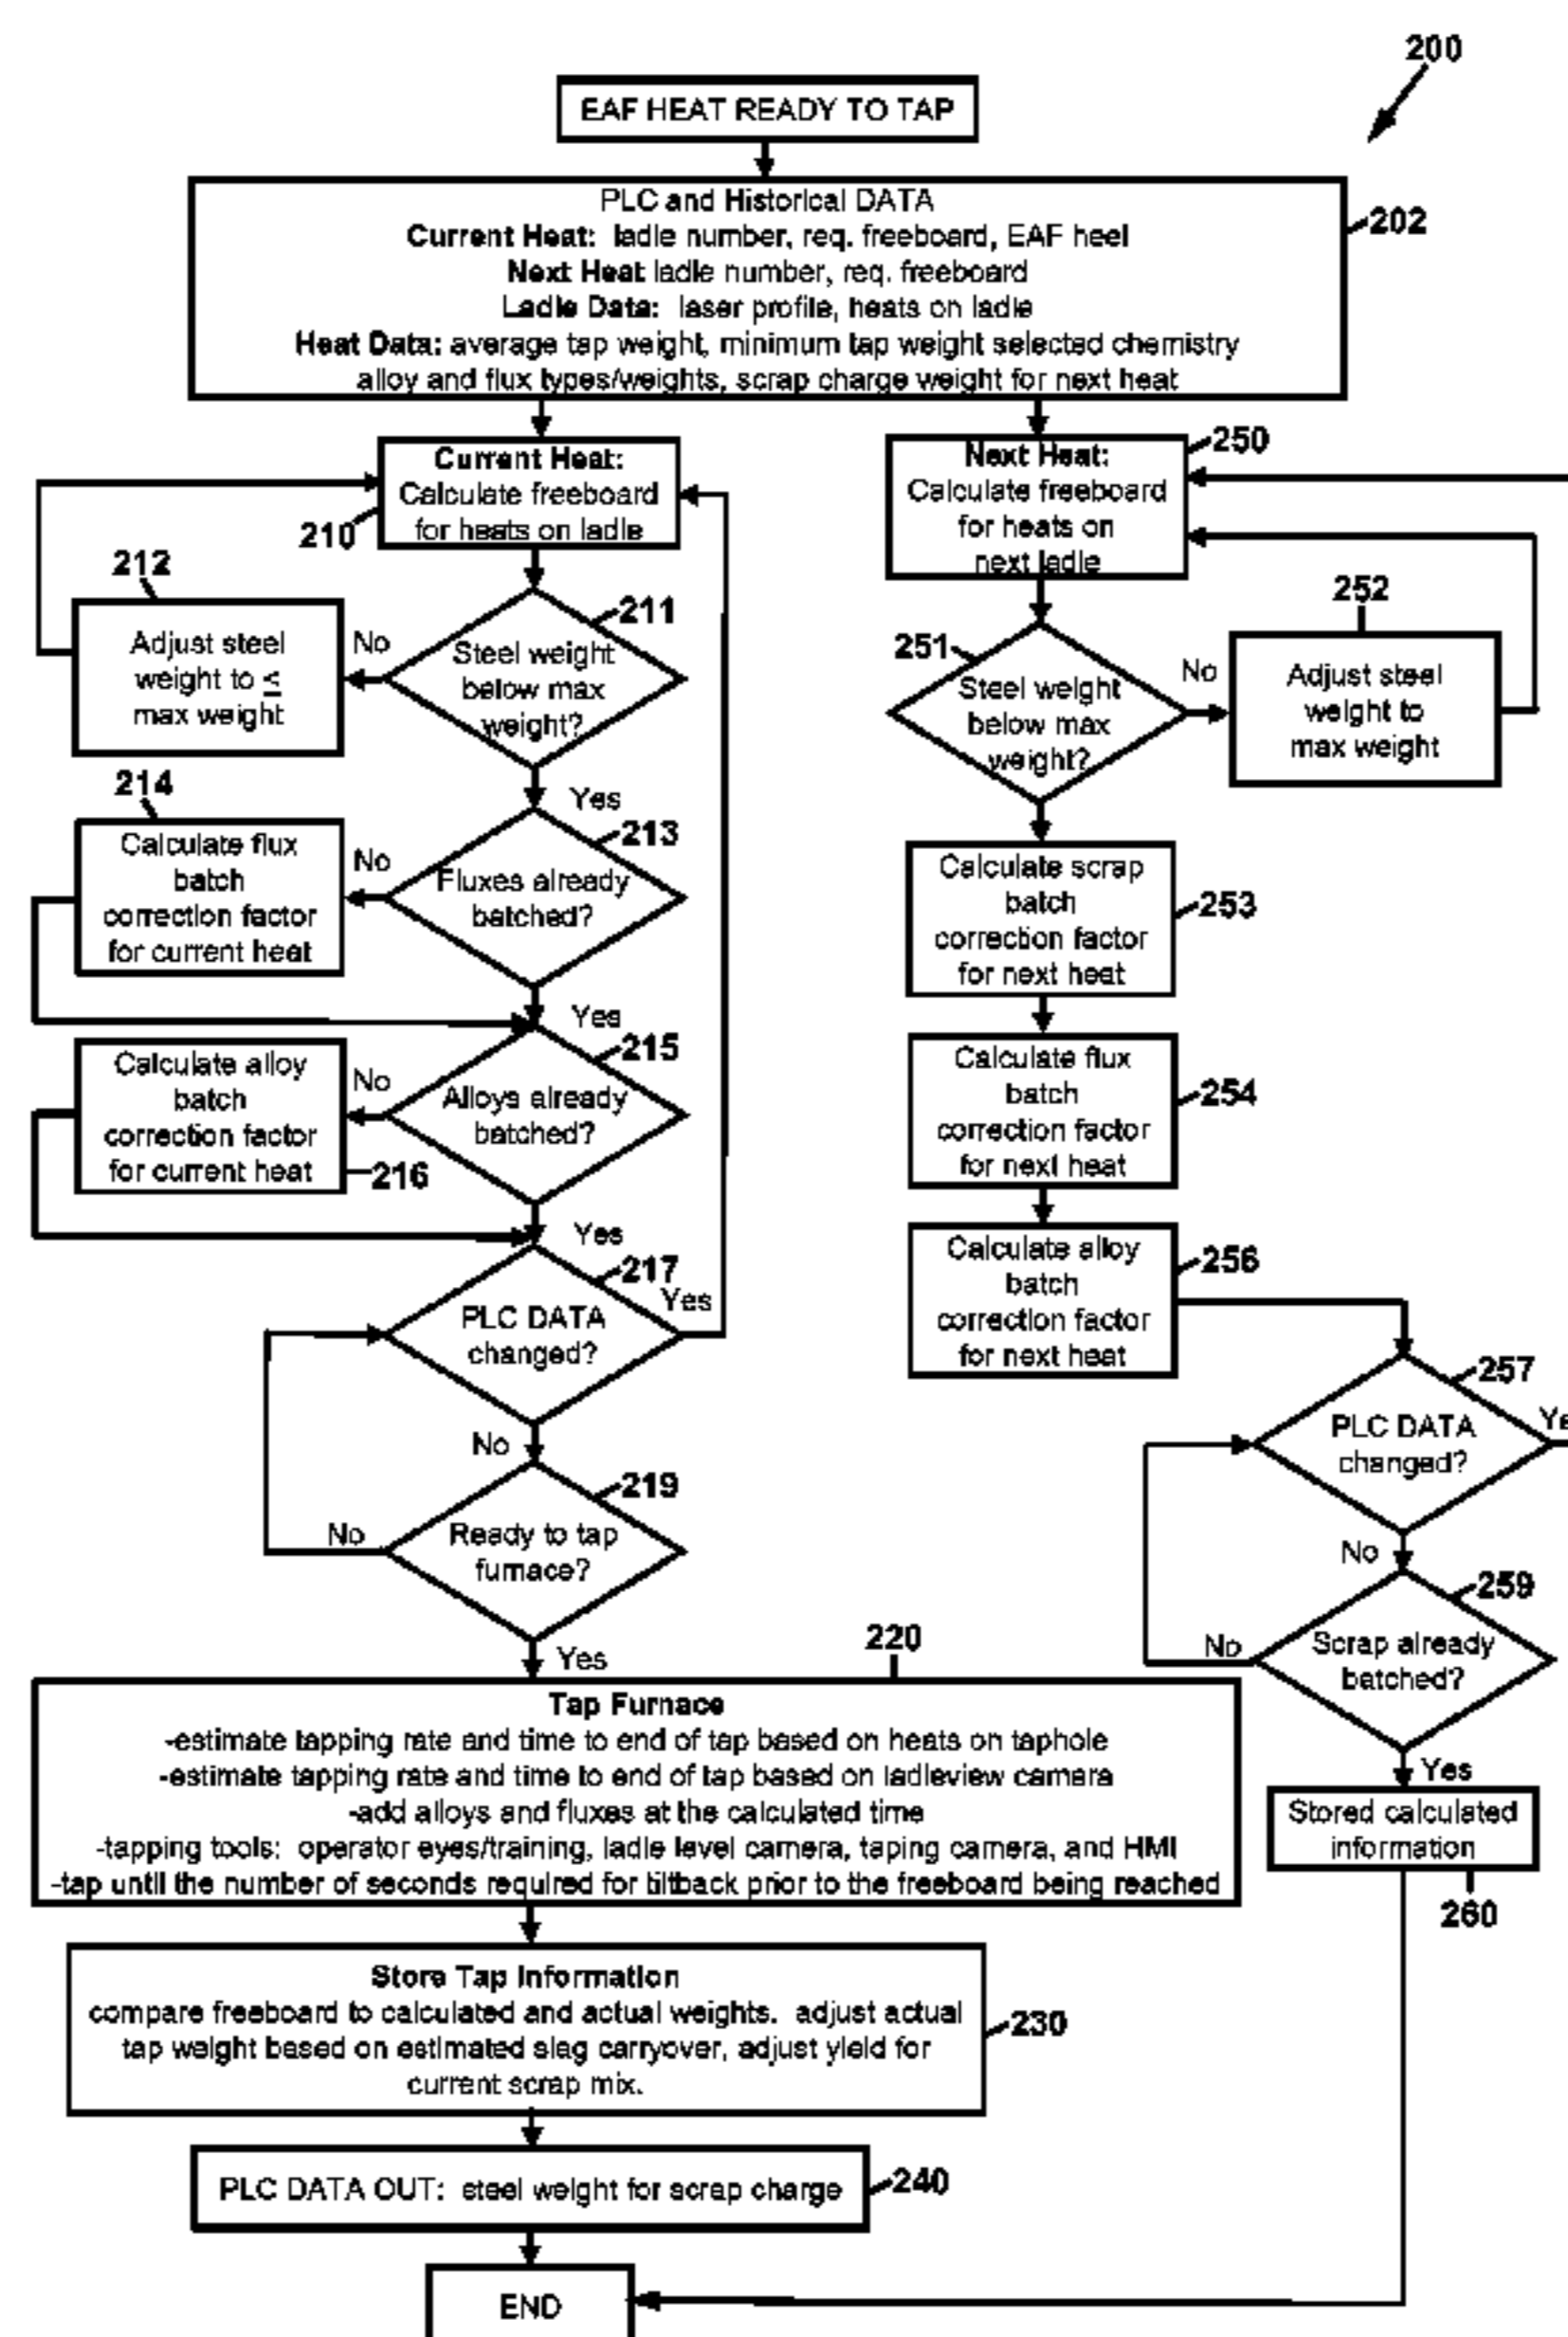 200
EAF HEAT READY TO TAP
PLC and Historical DATA
Current Heat: ladle number, req. freeboard, EAF heel
Next Heat ladle number, req. freeboard
Ladle Data: laser profile, heats on ladle
Heat Data: average tap weight, minimum tap weight selected chemistry
alloy and flux types/weights, scrap charge weight for next heat
202
Current Heat:
Calculate freeboard
for heats on ladle
210
211
Steel weight
below max
weight?
No
212
Adjust steel
weight to ≤
max weight
Yes
213
Fluxes already
batched?
No
214
Calculate flux
batch
correction factor
for current heat
Yes
215
Alloys already
batched?
No
Calculate alloy
batch
correction factor
for current heat
216
Yes
217
Yes
PLC DATA
changed?
No
219
Ready to tap
furnace?
No
Yes
250
Next Heat:
Calculate freeboard
for heats on
next ladle
251
Steel weight
below max
weight?
No
252
Adjust steel
weight to
max weight
Calculate scrap
batch
correction factor
for next heat
253
Calculate flux
batch
correction factor
for next heat
254
Calculate alloy
batch
correction factor
for next heat
256
257
PLC DATA
changed?
Ye
No
259
Scrap already
batched?
No
Yes
Stored calculated
information
260
220
Tap Furnace
-estimate tapping rate and time to end of tap based on heats on taphole
-estimate tapping rate and time to end of tap based on ladleview camera
-add alloys and fluxes at the calculated time
-tapping tools: operator eyes/training, ladle level camera, taping camera, and HMI
-tap until the number of seconds required for tiltback prior to the freeboard being reached
Store Tap Information
compare freeboard to calculated and actual weights. adjust actual
tap weight based on estimated slag carryover, adjust yield for
current scrap mix.
230
PLC DATA OUT: steel weight for scrap charge
240
END